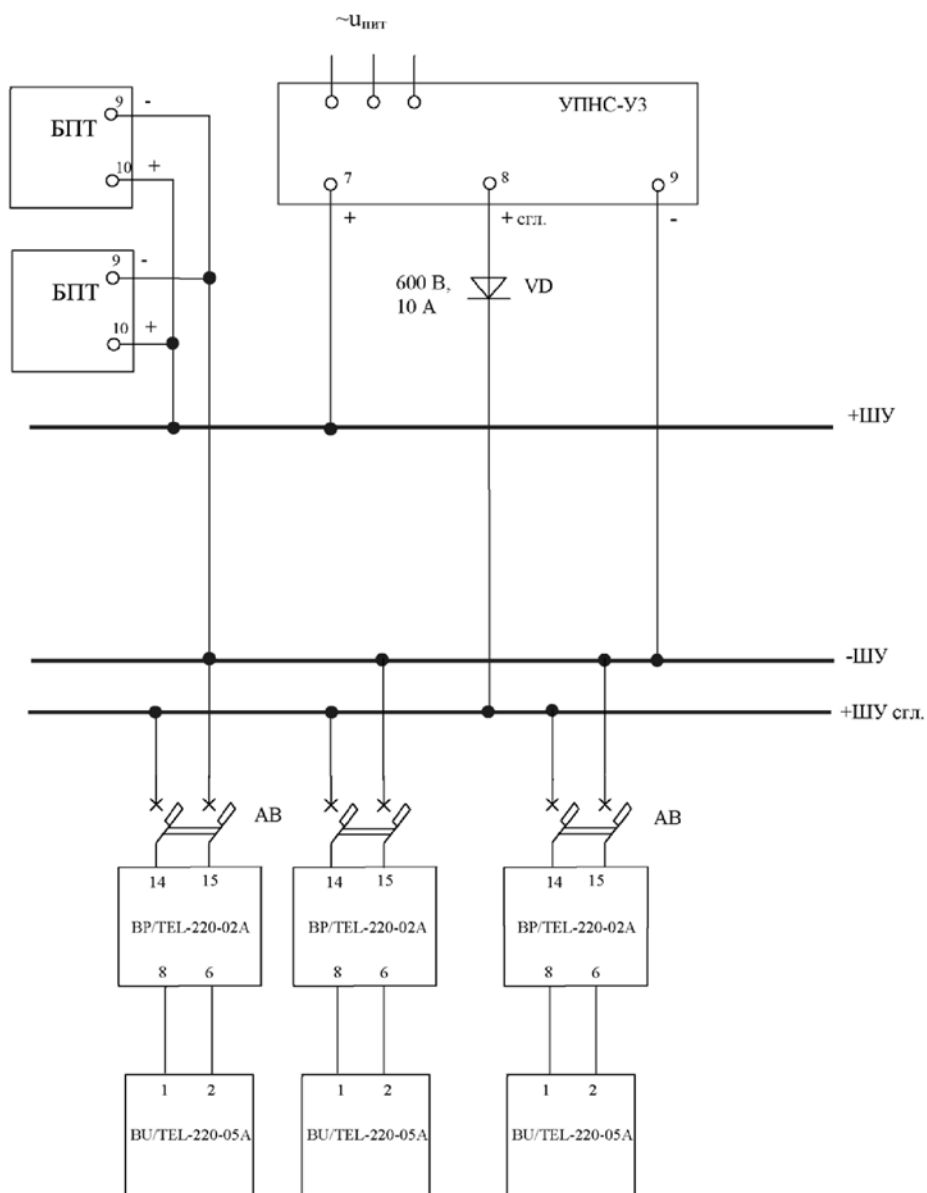 ~uпит
УПНС-У3
7
8
9
+
+ сгл.
-
9
-
БПТ
10
+
9
-
БПТ
10
+
600 В,
10 А
VD
+ШУ
-ШУ
+ШУ сгл.
АВ
АВ
14 15
BP/TEL-220-02A
8 6
14 15
BP/TEL-220-02A
8 6
14 15
BP/TEL-220-02A
8 6
1 2
BU/TEL-220-05A
1 2
BU/TEL-220-05A
1 2
BU/TEL-220-05A